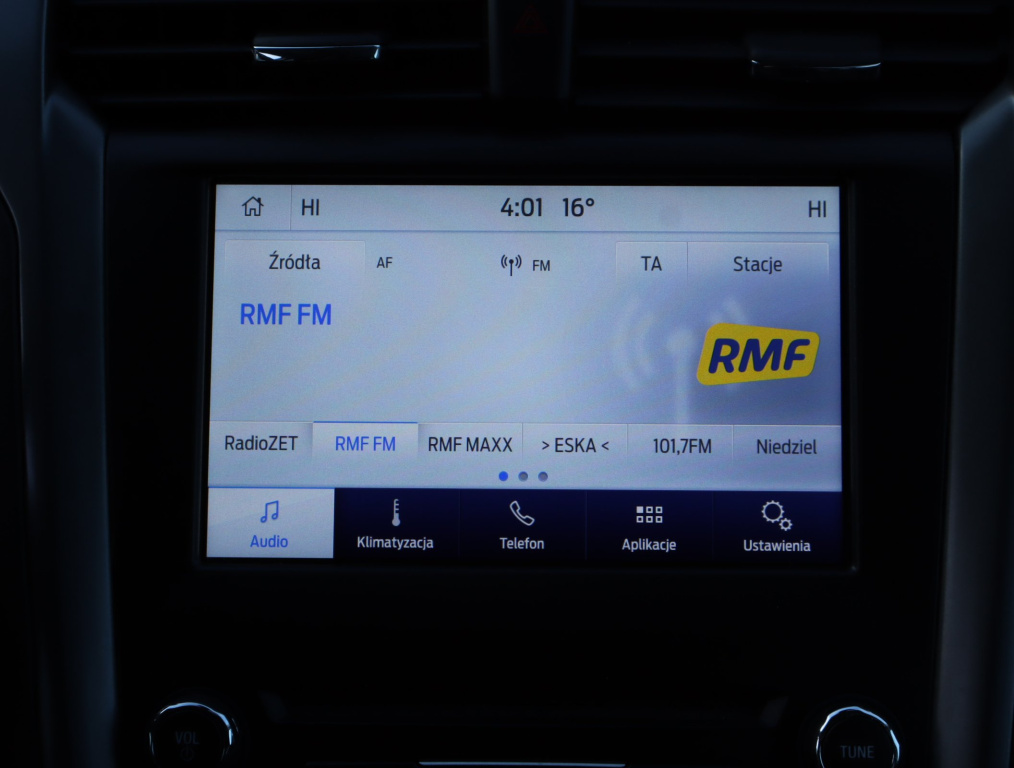 HI 4:01 16° HI
Źródła AF FM TA Stacje
RMF FM
RMF
RadioZET RMF FM RMF MAXX > ESKA < 101,7FM Niedziel
Audio Klimatyzacja Telefon Aplikacje Ustawienia
VOL TUNE